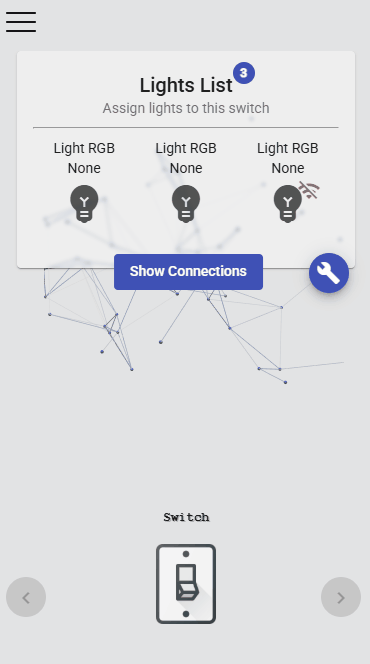 Lights List 3
Assign lights to this switch
Light RGB Light RGB Light RGB
None None None
Show Connections
Switch